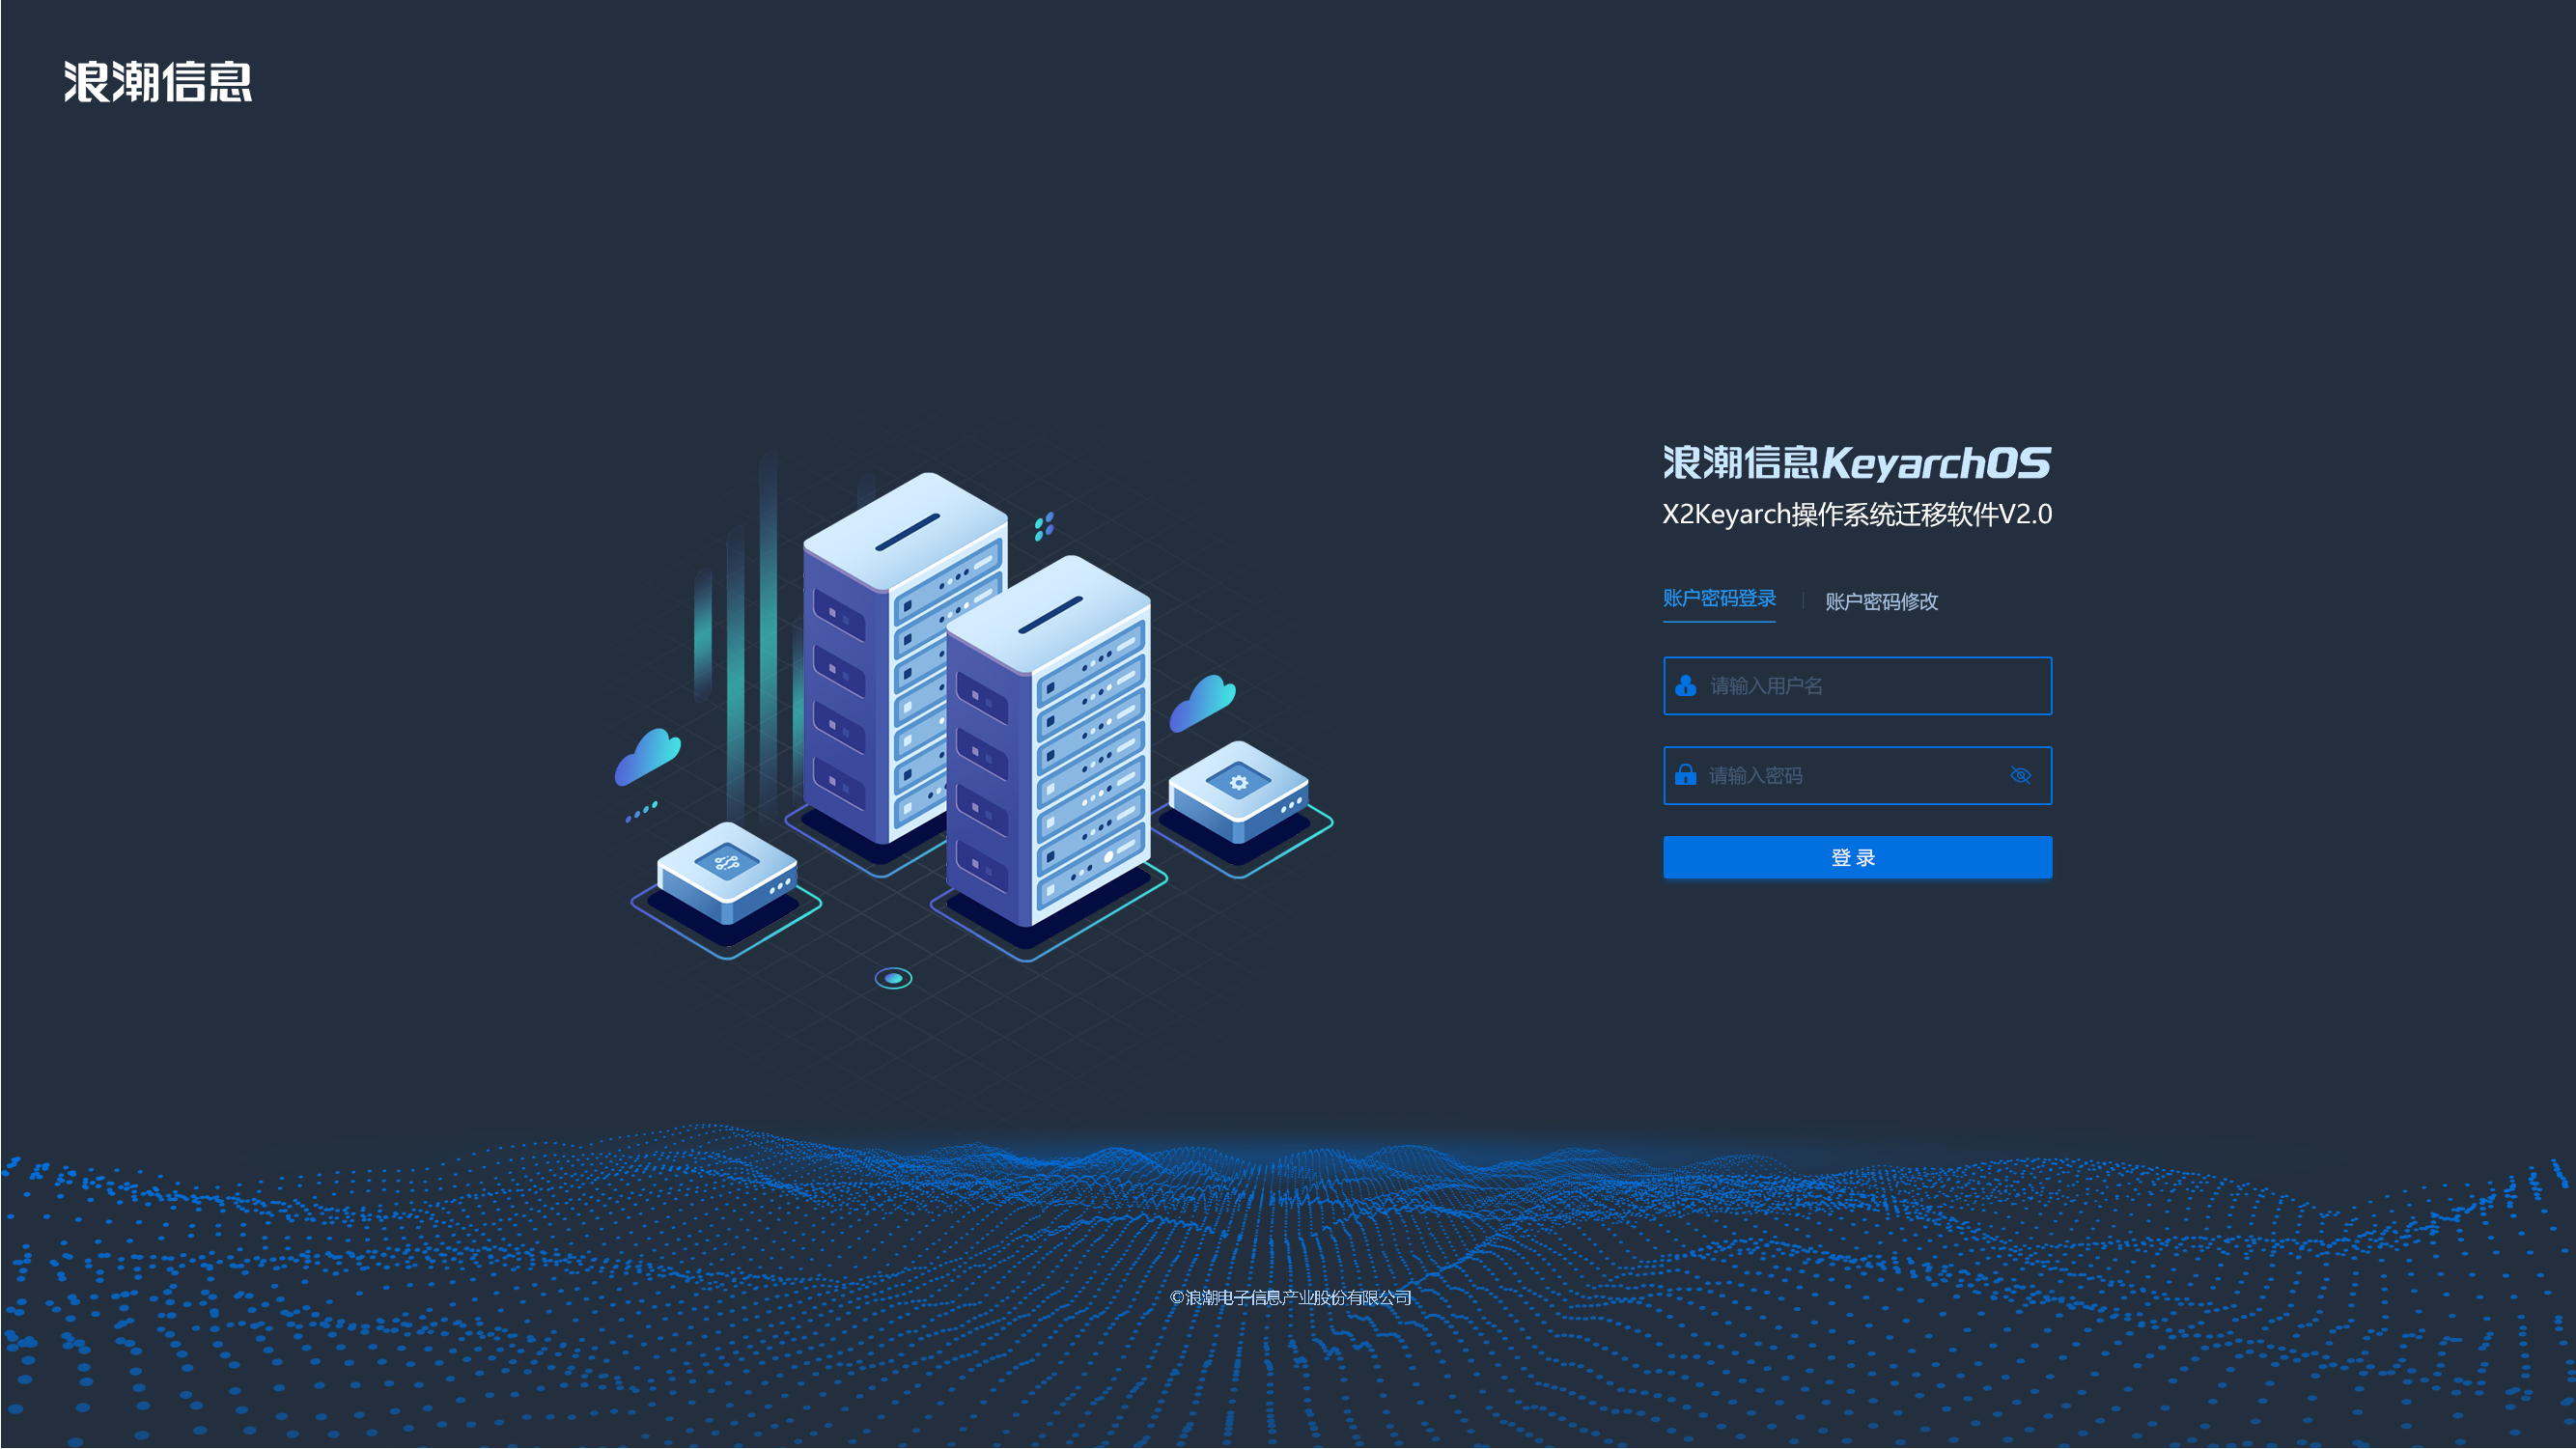 浪潮信息
浪潮信息KeyarchOS
X2Keyarch操作系统迁移软件V2.0
账户密码登录 | 账户密码修改
请输入用户名
请输入密码
登 录
©浪潮电子信息产业股份有限公司